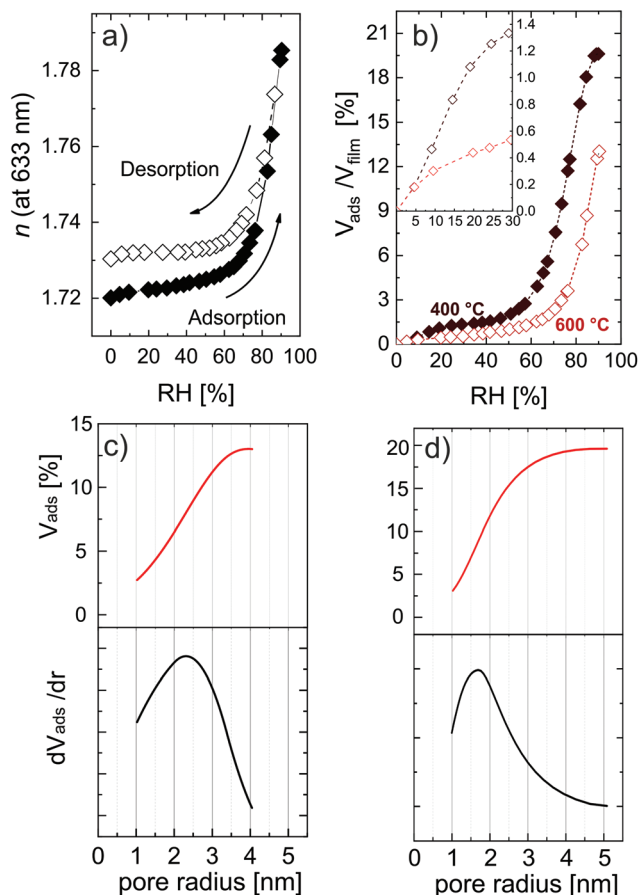 a)
n (at 633 nm)
1.78
1.76
1.74
1.72
Desorption
Adsorption
0 20 40 60 80 100
RH [%]
b)
Vads /Vfilm [%]
21
18
15
12
9
6
3
0
1.4
1.2
1.0
0.8
0.6
0.4
0.2
0.0
5 10 15 20 25 30
400 °C
600 °C
0 20 40 60 80 100
RH [%]
c)
Vads [%]
15
10
5
0
dVads /dr
0 1 2 3 4 5
pore radius [nm]
d)
20
15
10
5
0
0 1 2 3 4 5
pore radius [nm]